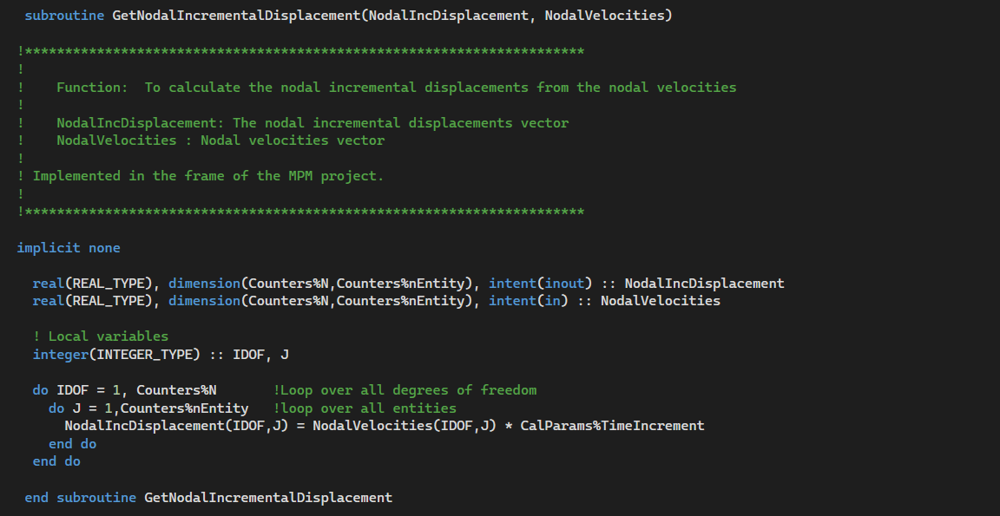 subroutine GetNodalIncrementalDisplacement(NodalIncDisplacement, NodalVelocities)
!**********************************************************************
!
!    Function:  To calculate the nodal incremental displacements from the nodal velocities
!
!    NodalIncDisplacement: The nodal incremental displacements vector
!    NodalVelocities : Nodal velocities vector
!
! Implemented in the frame of the MPM project.
!
!**********************************************************************
implicit none
real(REAL_TYPE), dimension(Counters%N,Counters%nEntity), intent(inout) :: NodalIncDisplacement
real(REAL_TYPE), dimension(Counters%N,Counters%nEntity), intent(in) :: NodalVelocities
! Local variables
integer(INTEGER_TYPE) :: IDOF, J
do IDOF = 1, Counters%N       !Loop over all degrees of freedom
do J = 1,Counters%nEntity   !loop over all entities
NodalIncDisplacement(IDOF,J) = NodalVelocities(IDOF,J) * CalParams%TimeIncrement
end do
end do
end subroutine GetNodalIncrementalDisplacement